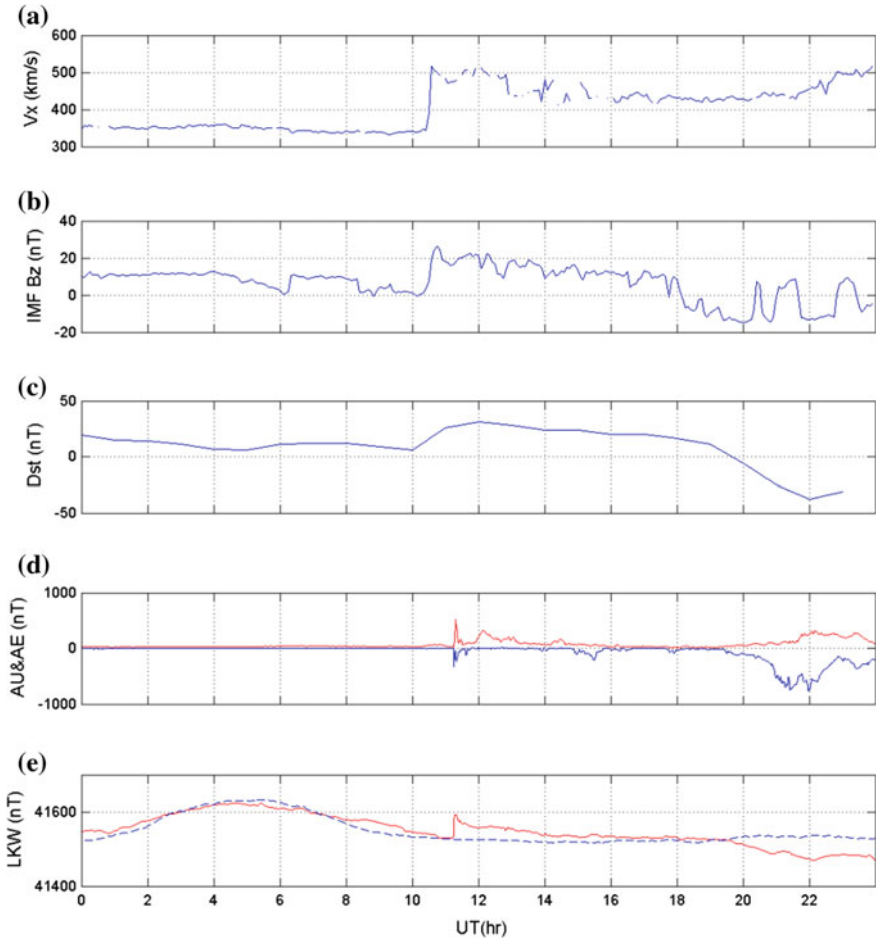 (a)
Vx (km/s)
600
500
400
300
(b)
IMF Bz (nT)
40
20
0
-20
(c)
Dst (nT)
50
0
-50
(d)
AU&AE (nT)
1000
0
-1000
(e)
LKW (nT)
41600
41400
0 2 4 6 8 10 12 14 16 18 20 22
UT(hr)